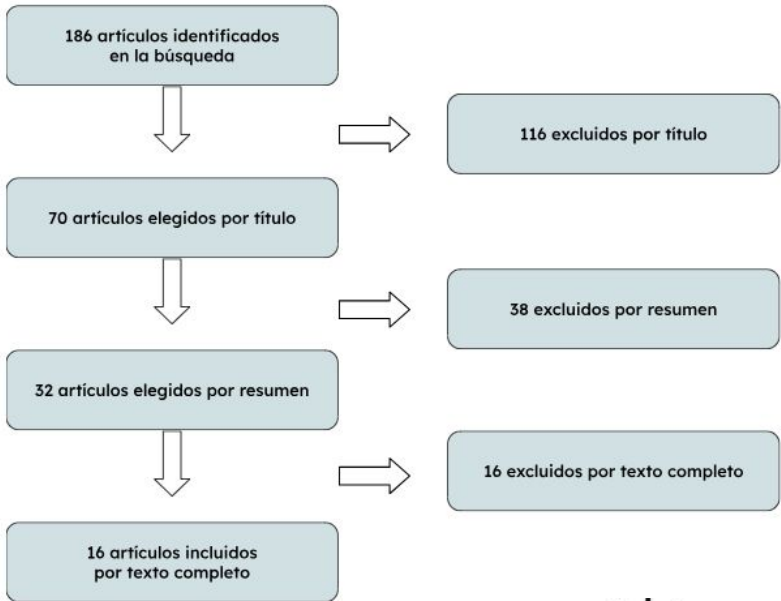 186 artículos identificados
en la búsqueda
116 excluidos por título
70 artículos elegidos por título
38 excluidos por resumen
32 artículos elegidos por resumen
16 excluidos por texto completo
16 artículos incluidos
por texto completo